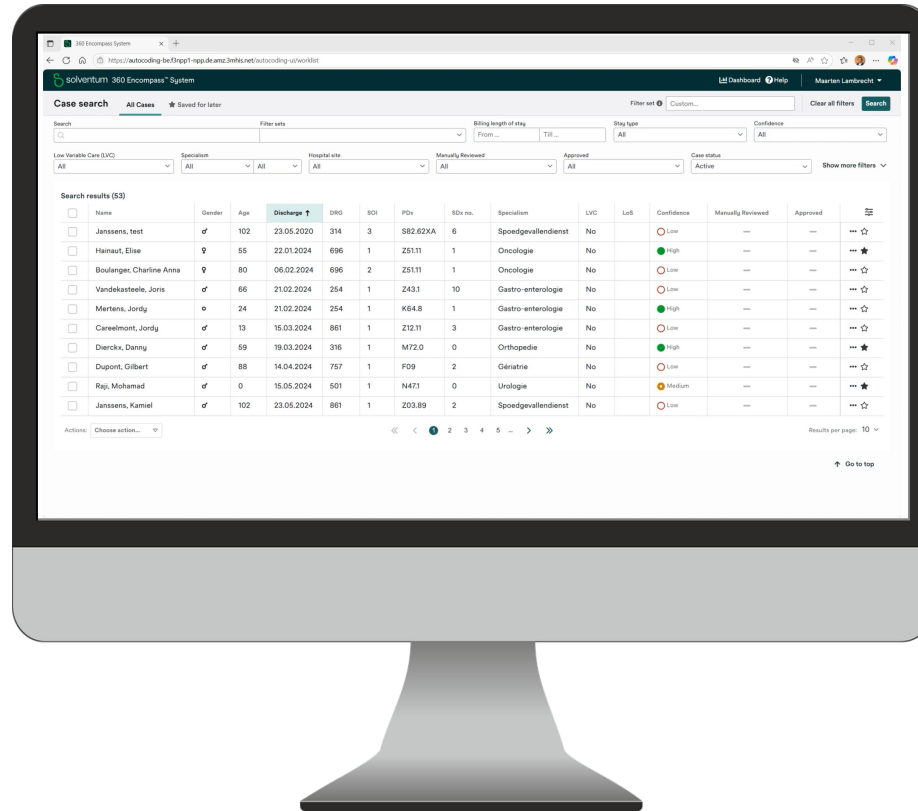 360 Encompass System
https://autocoding-be.f3npp1-npp.de.amz.3mhis.net/autocoding-ui/worklist
solventum 360 Encompass™ System Dashboard Help Maarten Lambrecht
Case search All Cases Saved for later Filter set Custom... Clear all filters Search
Search Filter sets Billing length of stay Stay type Confidence
From ... Till ... All All
Low Variable Care (LVC) Specialism Hospital site Manually Reviewed Approved Case status
All All All All All All Active Show more filters
Search results (53)
Name Gender Age Discharge ↑ DRG SOI PDx SDx no. Specialism LVC LoS Confidence Manually Reviewed Approved
Janssens, test ♂ 102 23.05.2020 314 3 S82.62XA 6 Spoedgevallendienst No Low — — ...
Hainaut, Elise ♀ 55 22.01.2024 696 1 Z51.11 1 Oncologie No High — — ...
Boulanger, Charline Anna ♀ 80 06.02.2024 696 2 Z51.11 1 Oncologie No Low — — ...
Vandekasteele, Joris ♂ 66 21.02.2024 254 1 Z43.1 10 Gastro-enterologie No Low — — ...
Mertens, Jordy 24 21.02.2024 254 1 K64.8 1 Gastro-enterologie No High — — ...
Careelmont, Jordy ♂ 13 15.03.2024 861 1 Z12.11 3 Gastro-enterologie No Low — — ...
Dierckx, Danny ♂ 59 19.03.2024 316 1 M72.0 0 Orthopedie No High — — ...
Dupont, Gilbert ♂ 88 14.04.2024 757 1 F09 2 Gériatrie No Low — — ...
Raji, Mohamad ♂ 0 15.05.2024 501 1 N47.1 0 Urologie No Medium — — ...
Janssens, Kamiel ♂ 102 23.05.2024 861 1 Z03.89 2 Spoedgevallendienst No Low — — ...
Actions: Choose action... « < 1 2 3 4 5 ... > » Results per page: 10
↑ Go to top